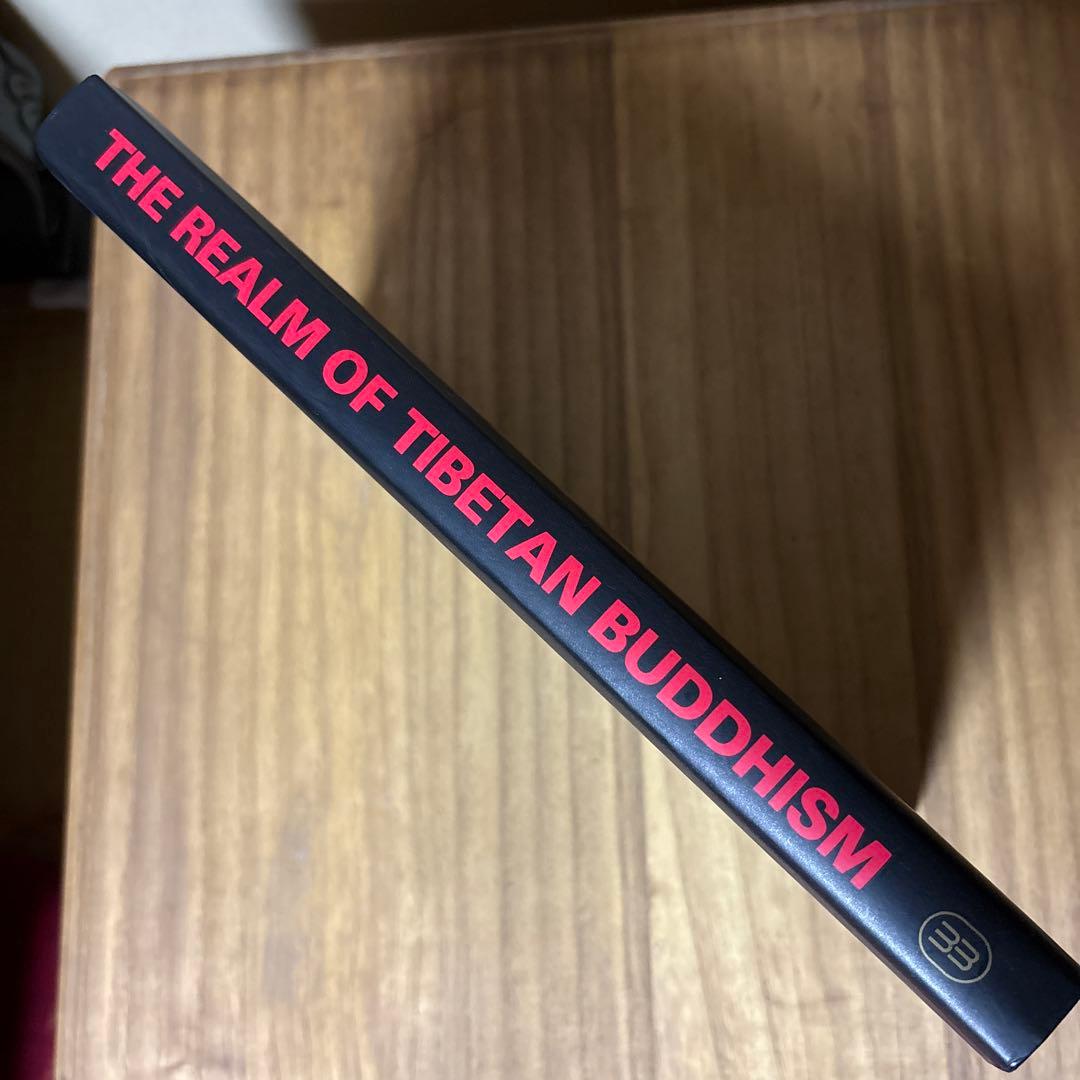 THE REALM OF TIBETAN BUDDHISM